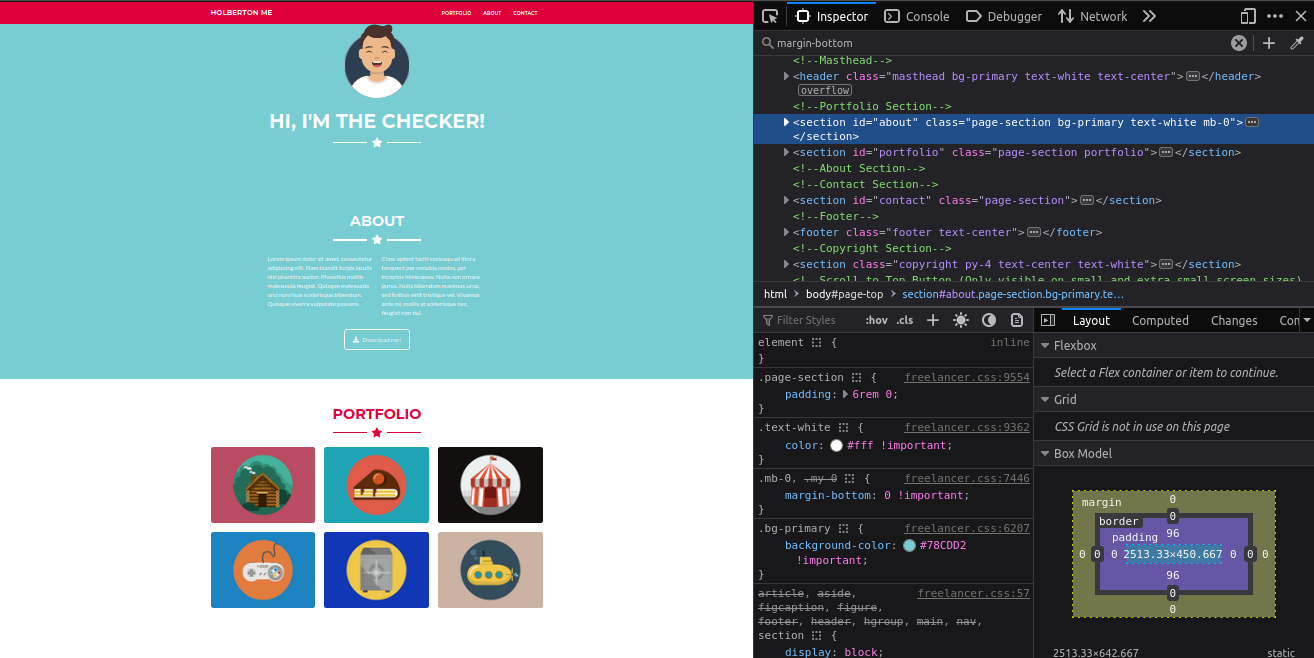 HOLBERTON ME
PORTFOLIO ABOUT CONTACT
HI, I'M THE CHECKER!
ABOUT
Lorem ipsum dolor sit amet, consectetur
adipiscing elit. Nam blandit turpis iaculis
nisl pharetra auctor. Phasellus mattis
malesuada feugiat. Quisque malesuada
orci non risus scelerisque bibendum.
Quisque viverra vulputate posuere.
Class aptent taciti sociosqu ad litora
torquent per conubia nostra, per
inceptos himenaeos. Nulla non ornare
purus. Nulla bibendum maximus urna,
sed finibus velit tristique vel. Vivamus
ante mi, mollis at scelerisque nec,
feugiat non dui.
Download me!
PORTFOLIO
Inspector Console Debugger Network
margin-bottom
<!--Masthead-->
<header class="masthead bg-primary text-white text-center"></header>
overflow
<!--Portfolio Section-->
<section id="about" class="page-section bg-primary text-white mb-0">
</section>
<section id="portfolio" class="page-section portfolio"></section>
<!--About Section-->
<!--Contact Section-->
<section id="contact" class="page-section"></section>
<!--Footer-->
<footer class="footer text-center"></footer>
<!--Copyright Section-->
<section class="copyright py-4 text-center text-white"></section>
<!--Scroll to Top Button (Only visible on small and extra-small screen sizes)
html body#page-top section#about.page-section.bg-primary.te…
Filter Styles :hov .cls
element { inline
}
.page-section { freelancer.css:9554
padding: 6rem 0;
}
.text-white { freelancer.css:9362
color: #fff !important;
}
.mb-0, .my-0 { freelancer.css:7446
margin-bottom: 0 !important;
}
.bg-primary { freelancer.css:6207
background-color: #78CDD2
!important;
}
article, aside, freelancer.css:57
figcaption, figure,
footer, header, hgroup, main, nav,
section {
display: block;
Layout Computed Changes Con
Flexbox
Select a Flex container or item to continue.
Grid
CSS Grid is not in use on this page
Box Model
margin 0
border 0
padding 96
0 0 0 2513.33×450.667 0 0 0
96
0
0
2513.33×642.667 static